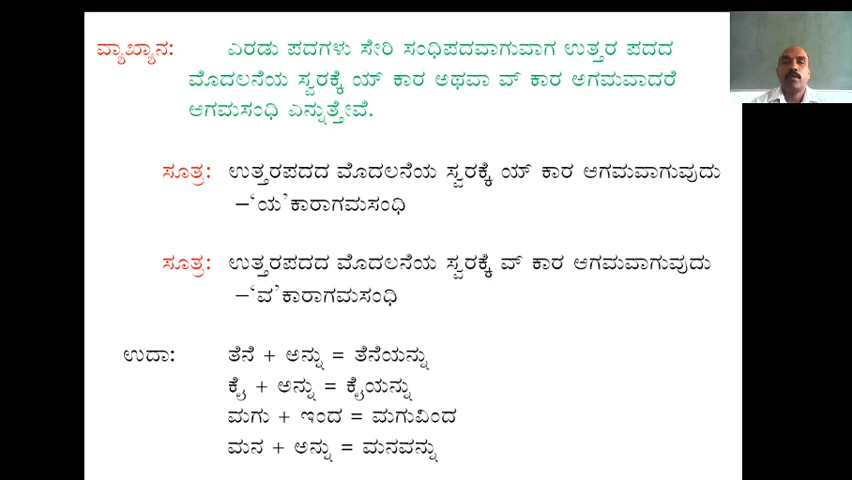 ವ್ಯಾಖ್ಯಾನ: ಎರಡು ಪದಗಳು ಸೇರಿ ಸಂಧಿಪದವಾಗುವಾಗ ಉತ್ತರ ಪದದ
ಮೊದಲನೆಯ ಸ್ವರಕ್ಕೆ ಯ್ ಕಾರ ಅಥವಾ ವ್ ಕಾರ ಅಗಮವಾದರೆ
ಆಗಮಸಂಧಿ ಎನ್ನುತ್ತೇವೆ.
ಸೂತ್ರ: ಉತ್ತರಪದದ ಮೊದಲನೆಯ ಸ್ವರಕ್ಕೆ ಯ್ ಕಾರ ಆಗಮವಾಗುವುದು
–‘ಯ’ಕಾರಾಗಮಸಂಧಿ
ಸೂತ್ರ: ಉತ್ತರಪದದ ಮೊದಲನೆಯ ಸ್ವರಕ್ಕೆ ವ್ ಕಾರ ಆಗಮವಾಗುವುದು
–‘ವ’ಕಾರಾಗಮಸಂಧಿ
ಉದಾ: ತೆನೆ + ಅನ್ನು = ತೆನೆಯನ್ನು
ಕೈ + ಅನ್ನು = ಕೈಯನ್ನು
ಮಗು + ಇಂದ = ಮಗುವಿಂದ
ಮನ + ಅನ್ನು = ಮನವನ್ನು